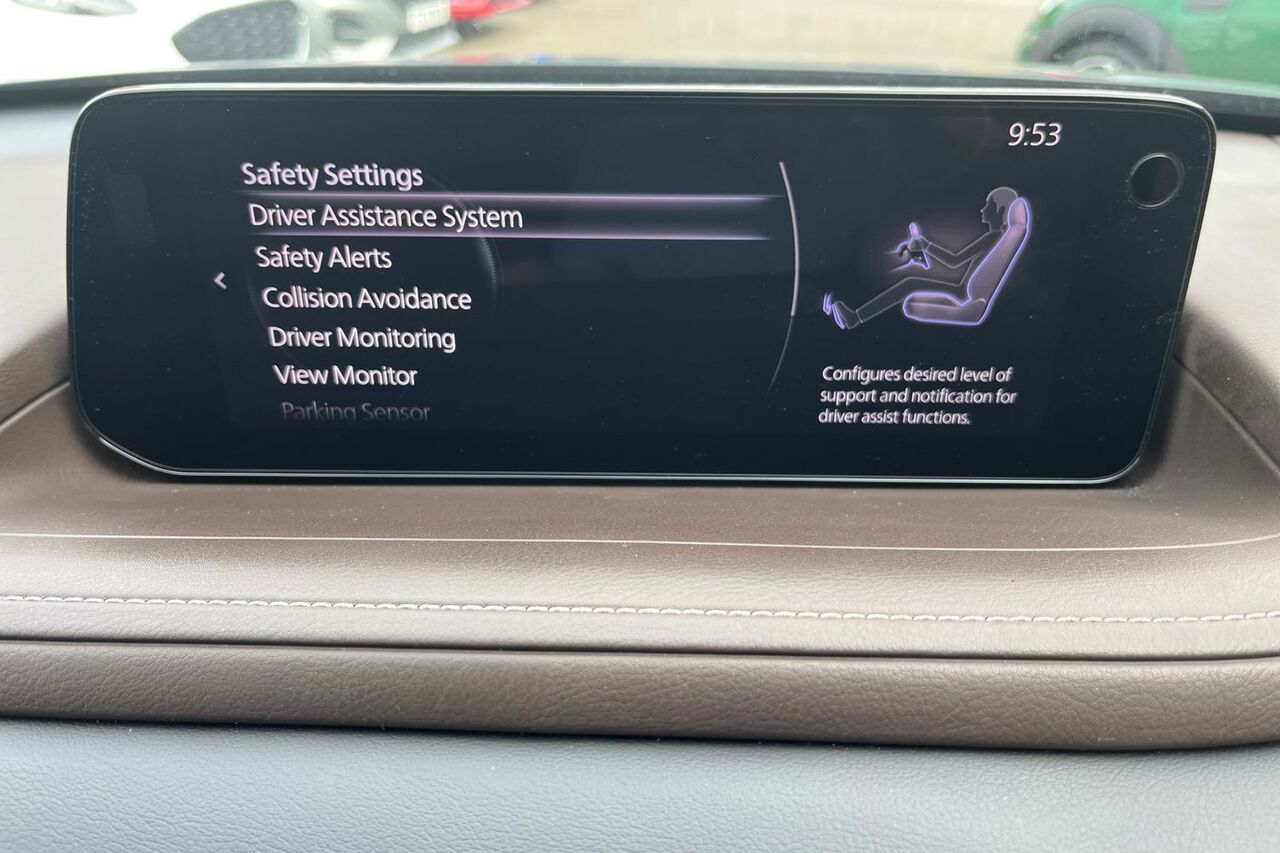 9:53
Safety Settings
Driver Assistance System
Safety Alerts
Collision Avoidance
Driver Monitoring
View Monitor
Parking Sensor
Configures desired level of
support and notification for
driver assist functions.